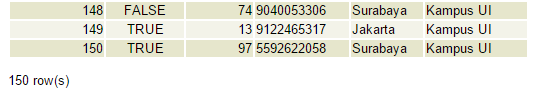 148 FALSE 74 9040053306 Surabaya Kampus UI
149 TRUE 13 9122465317 Jakarta Kampus UI
150 TRUE 97 5592622058 Surabaya Kampus UI
150 row(s)